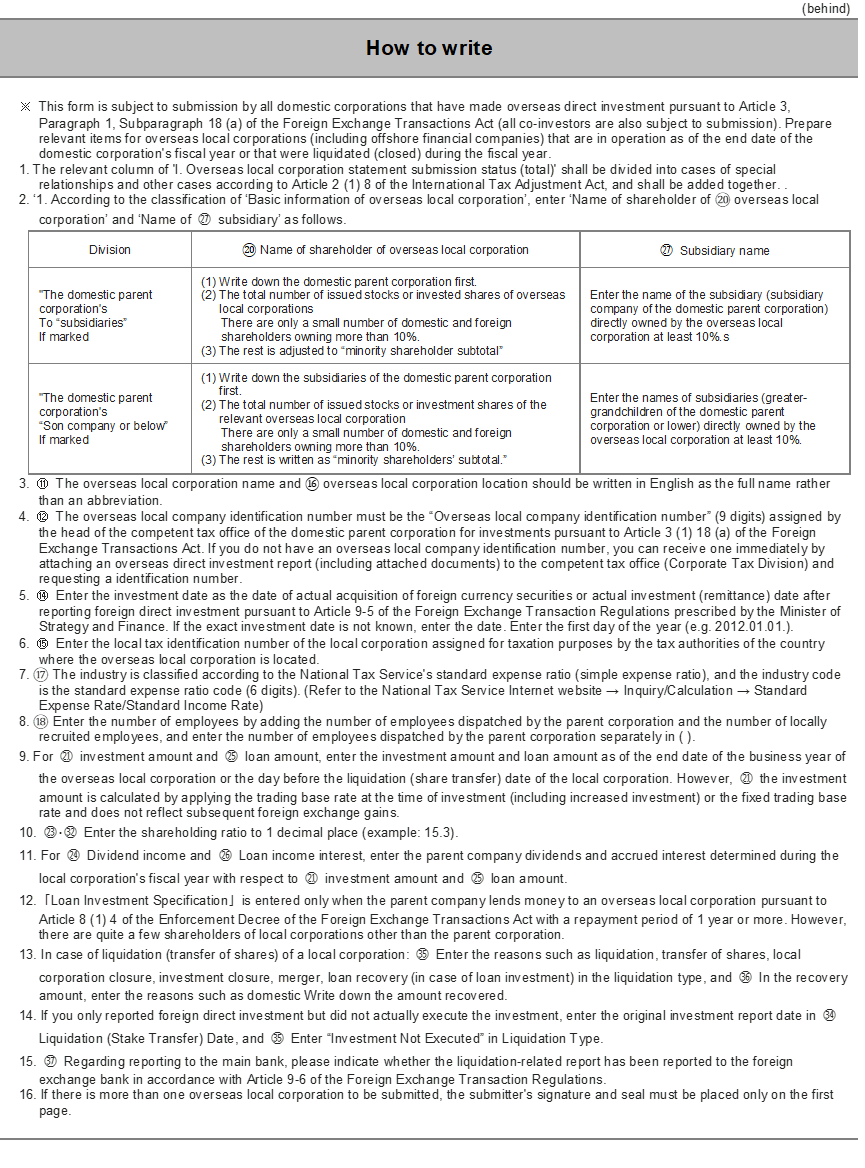 (behind)
How to write
※ This form is subject to submission by all domestic corporations that have made overseas direct investment pursuant to Article 3,
Paragraph 1, Subparagraph 18 (a) of the Foreign Exchange Transactions Act (all co-investors are also subject to submission). Prepare
relevant items for overseas local corporations (including offshore financial companies) that are in operation as of the end date of the
domestic corporation's fiscal year or that were liquidated (closed) during the fiscal year.
1. The relevant column of '1. Overseas local corporation statement submission status (total)' shall be divided into cases of special
relationships and other cases according to Article 2 (1) 8 of the International Tax Adjustment Act, and shall be added together. .
2. '1. According to the classification of 'Basic information of overseas local corporation', enter 'Name of shareholder of ⑳ overseas local
corporation' and 'Name of ㉗ subsidiary' as follows.
Division
⑳ Name of shareholder of overseas local corporation
㉗ Subsidiary name
"The domestic parent
corporation's
To “subsidiaries”
If marked
(1) Write down the domestic parent corporation first.
(2) The total number of issued stocks or invested shares of overseas
local corporations
There are only a small number of domestic and foreign
shareholders owning more than 10%.
(3) The rest is adjusted to “minority shareholder subtotal”
Enter the name of the subsidiary (subsidiary
company of the domestic parent corporation)
directly owned by the overseas local
corporation at least 10%.s
"The domestic parent
corporation's
“Son company or below”
If marked
(1) Write down the subsidiaries of the domestic parent corporation
first.
(2) The total number of issued stocks or investment shares of the
relevant overseas local corporation
There are only a small number of domestic and foreign
shareholders owning more than 10%.
(3) The rest is written as “minority shareholders’ subtotal.”
Enter the names of subsidiaries (greater-
grandchildren of the domestic parent
corporation or lower) directly owned by the
overseas local corporation at least 10%.
3. ⑪ The overseas local corporation name and ⑯ overseas local corporation location should be written in English as the full name rather
than an abbreviation.
4. ⑫ The overseas local company identification number must be the “Overseas local company identification number” (9 digits) assigned by
the head of the competent tax office of the domestic parent corporation for investments pursuant to Article 3 (1) 18 (a) of the Foreign
Exchange Transactions Act. If you do not have an overseas local company identification number, you can receive one immediately by
attaching an overseas direct investment report (including attached documents) to the competent tax office (Corporate Tax Division) and
requesting a identification number.
5. ⑭ Enter the investment date as the date of actual acquisition of foreign currency securities or actual investment (remittance) date after
reporting foreign direct investment pursuant to Article 9-5 of the Foreign Exchange Transaction Regulations prescribed by the Minister of
Strategy and Finance. If the exact investment date is not known, enter the date. Enter the first day of the year (e.g. 2012.01.01.).
6. ⑮ Enter the local tax identification number of the local corporation assigned for taxation purposes by the tax authorities of the country
where the overseas local corporation is located.
7. ⑰ The industry is classified according to the National Tax Service's standard expense ratio (simple expense ratio), and the industry code
is the standard expense ratio code (6 digits). (Refer to the National Tax Service Internet website → Inquiry/Calculation → Standard
Expense Rate/Standard Income Rate)
8. ⑱ Enter the number of employees by adding the number of employees dispatched by the parent corporation and the number of locally
recruited employees, and enter the number of employees dispatched by the parent corporation separately in ( ).
9. For ㉑ investment amount and ㉕ loan amount, enter the investment amount and loan amount as of the end date of the business year of
the overseas local corporation or the day before the liquidation (share transfer) date of the local corporation. However, ㉑ the investment
amount is calculated by applying the trading base rate at the time of investment (including increased investment) or the fixed trading base
rate and does not reflect subsequent foreign exchange gains.
10. ㉓·㉜ Enter the shareholding ratio to 1 decimal place (example: 15.3).
11. For ㉔ Dividend income and ㉖ Loan income interest, enter the parent company dividends and accrued interest determined during the
local corporation's fiscal year with respect to ㉑ investment amount and ㉕ loan amount.
12. 「Loan Investment Specification」 is entered only when the parent company lends money to an overseas local corporation pursuant to
Article 8 (1) 4 of the Enforcement Decree of the Foreign Exchange Transactions Act with a repayment period of 1 year or more. However,
there are quite a few shareholders of local corporations other than the parent corporation.
13. In case of liquidation (transfer of shares) of a local corporation: ㉟ Enter the reasons such as liquidation, transfer of shares, local
corporation closure, investment closure, merger, loan recovery (in case of loan investment) in the liquidation type, and ㊱ In the recovery
amount, enter the reasons such as domestic Write down the amount recovered.
14. If you only reported foreign direct investment but did not actually execute the investment, enter the original investment report date in ㉞
Liquidation (Stake Transfer) Date, and ㉟ Enter “Investment Not Executed” in Liquidation Type.
15. ㊲ Regarding reporting to the main bank, please indicate whether the liquidation-related report has been reported to the foreign
exchange bank in accordance with Article 9-6 of the Foreign Exchange Transaction Regulations.
16. If there is more than one overseas local corporation to be submitted, the submitter's signature and seal must be placed only on the first
page.